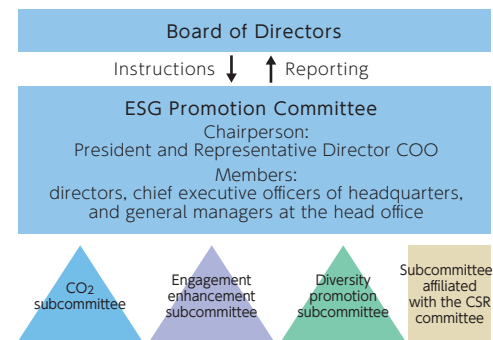 Board of Directors
Instructions
Reporting
ESG Promotion Committee
Chairperson:
President and Representative Director COO
Members:
directors, chief executive officers of headquarters,
and general managers at the head office
CO2
subcommittee
Engagement
enhancement
subcommittee
Diversity
promotion
subcommittee
Subcommittee
affiliated
with the CSR
committee